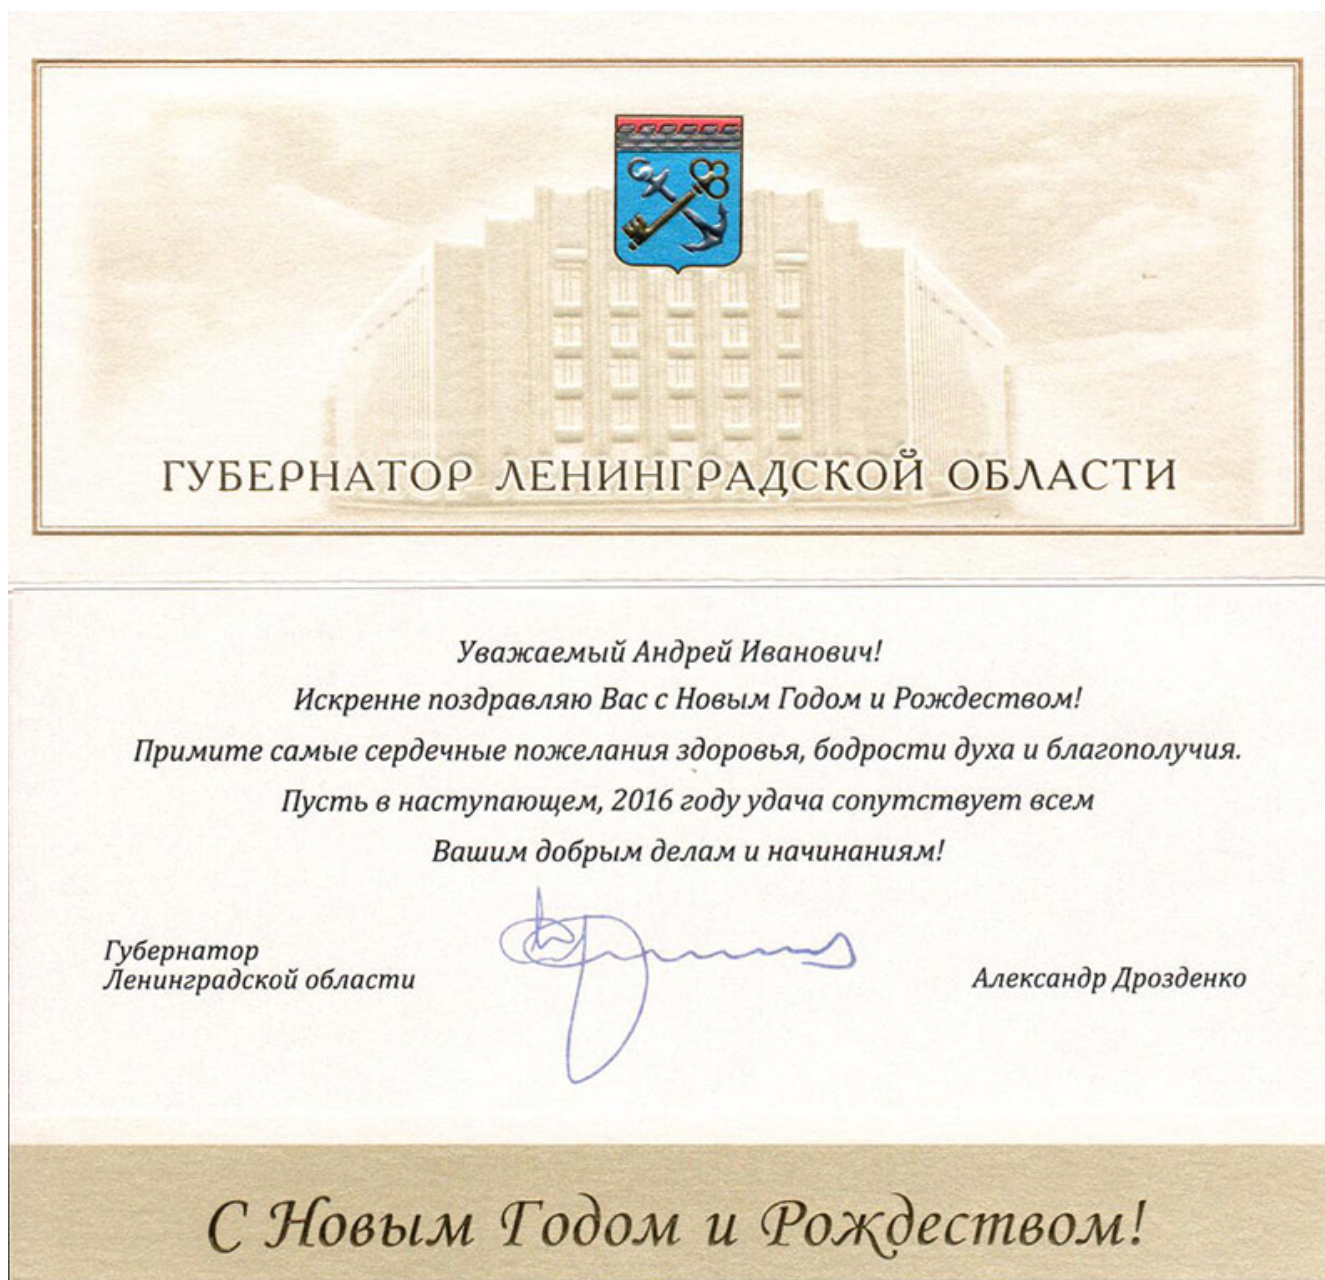 ГУБЕРНАТОР ЛЕНИНГРАДСКОЙ ОБЛАСТИ
Уважаемый Андрей Иванович!
Искренне поздравляю Вас с Новым Годом и Рождеством!
Примите самые сердечные пожелания здоровья, бодрости духа и благополучия.
Пусть в наступающем, 2016 году удача сопутствует всем
Вашим добрым делам и начинаниям!
Губернатор
Ленинградской области
Александр Дрозденко
С Новым Годом и Рождеством!